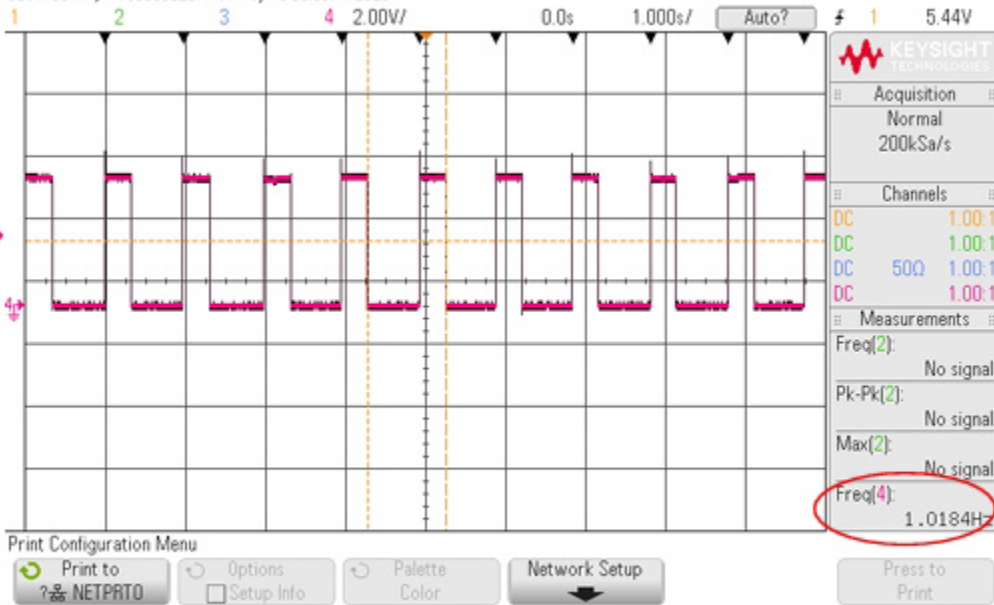 1 2 3 4 2.00V/ 0.0s 1.000s/ Auto? 1 5.44V
KEYSIGHT
TECHNOLOGIES
Acquisition
Normal
200kSa/s
Channels
DC 1.00:1
DC 1.00:1
DC 50Ω 1.00:1
DC 1.00:1
Measurements
Freq(2):
No signal
Pk-Pk(2):
No signal
Max(2):
No signal
Freq(4):
1.0184Hz
4
Print Configuration Menu
Print to
? NETPRT0
Options
Setup Info
Palette
Color
Network Setup
Press to
Print